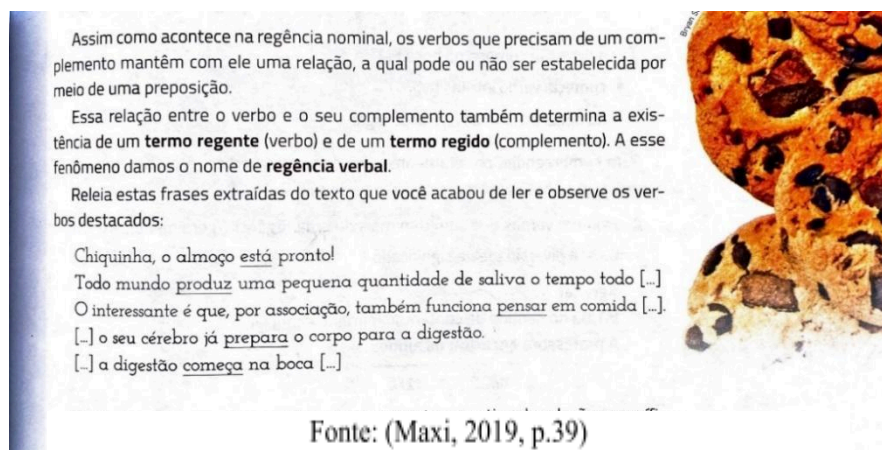 Bryan S
Assim como acontece na regência nominal, os verbos que precisam de um com-
plemento mantêm com ele uma relação, a qual pode ou não ser estabelecida por
meio de uma preposição.
Essa relação entre o verbo e o seu complemento também determina a exis-
tência de um termo regente (verbo) e de um termo regido (complemento). A esse
fenômeno damos o nome de regência verbal.
Releia estas frases extraídas do texto que você acabou de ler e observe os ver-
bos destacados:
Chiquinha, o almoço está pronto!
Todo mundo produz uma pequena quantidade de saliva o tempo todo [...]
O interessante é que, por associação, também funciona pensar em comida [...].
[...] o seu cérebro já prepara o corpo para a digestão.
[...] a digestão começa na boca [...]
Fonte: (Maxi, 2019, p.39)